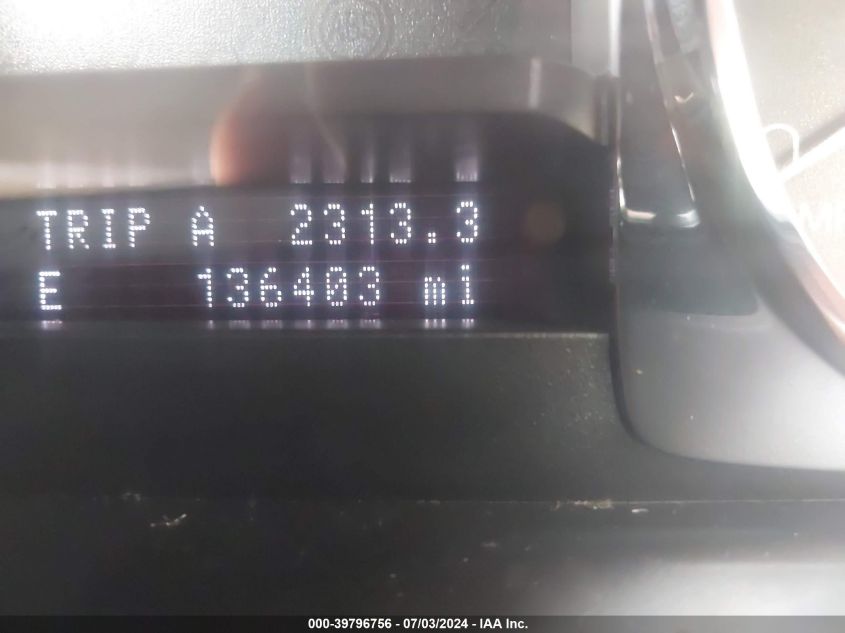 TRIP A 2313.3
E 136403 mi
000-39796756 - 07/03/2024 - IAA Inc.